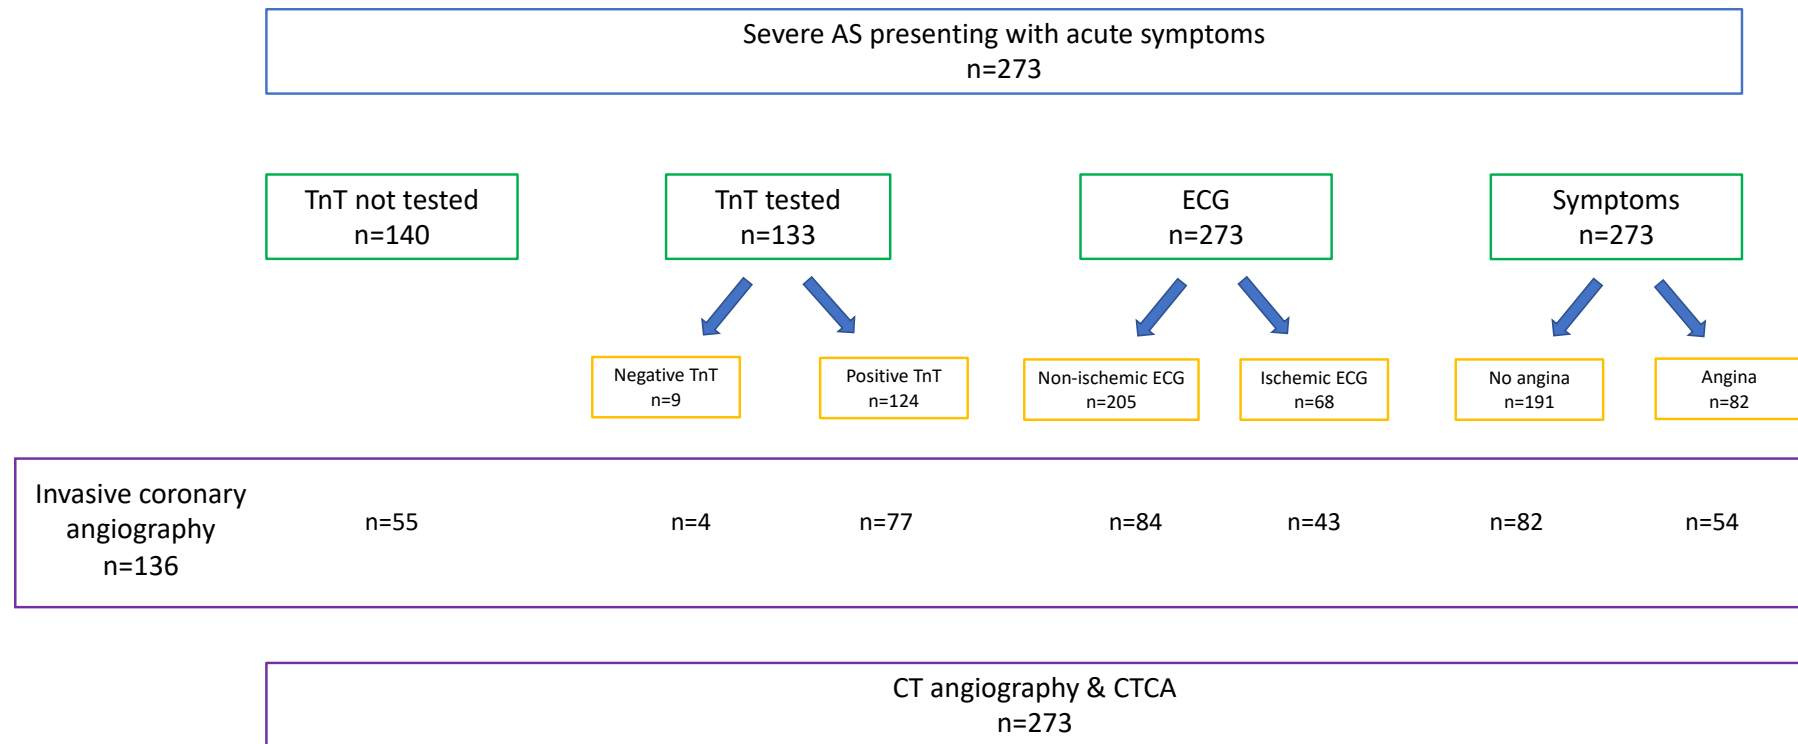 Severe AS presenting with acute symptoms
n=273
TnT not tested
n=140
TnT tested
n=133
ECG
n=273
Symptoms
n=273
Negative TnT
n=9
Positive TnT
n=124
Non-ischemic ECG
n=205
Ischemic ECG
n=68
No angina
n=191
Angina
n=82
Invasive coronary
angiography
n=136
n=55
n=4
n=77
n=84
n=43
n=82
n=54
CT angiography & CTCA
n=273